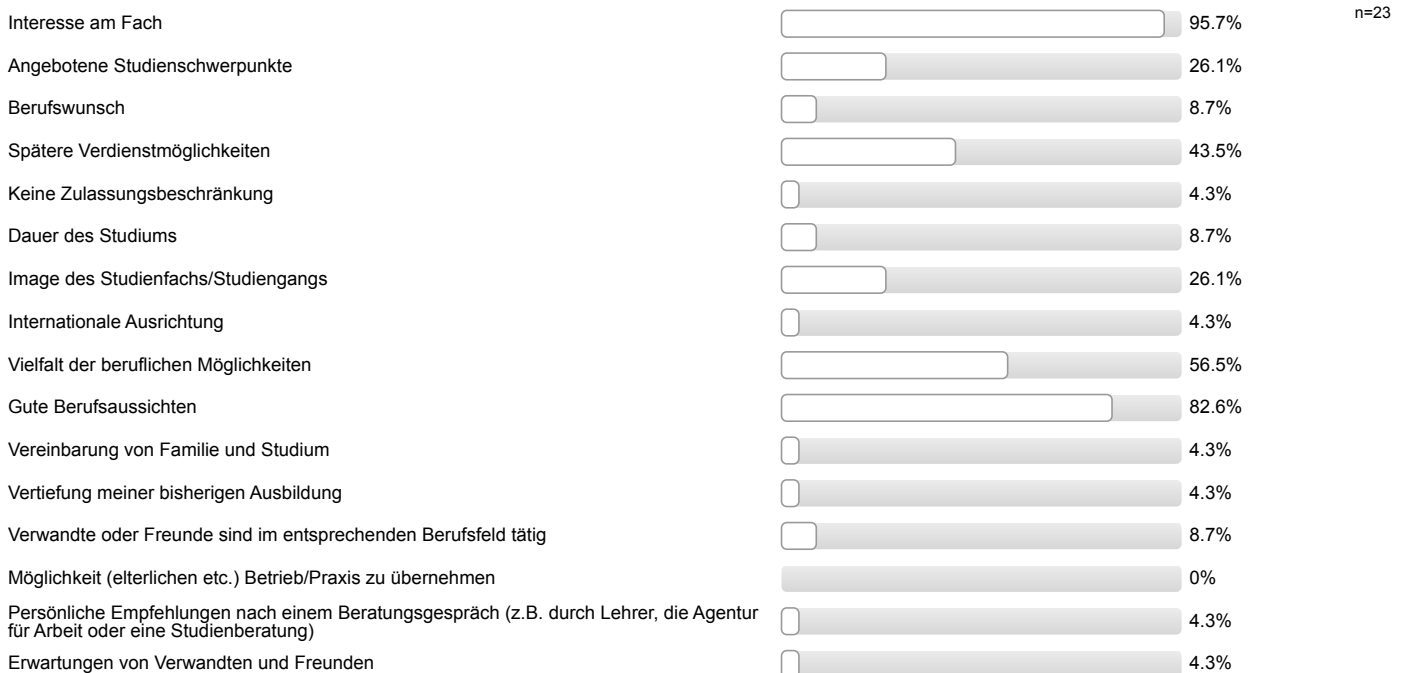 Interesse am Fach 95.7% n=23
Angebotene Studienschwerpunkte 26.1%
Berufswunsch 8.7%
Spätere Verdienstmöglichkeiten 43.5%
Keine Zulassungsbeschränkung 4.3%
Dauer des Studiums 8.7%
Image des Studienfachs/Studiengangs 26.1%
Internationale Ausrichtung 4.3%
Vielfalt der beruflichen Möglichkeiten 56.5%
Gute Berufsaussichten 82.6%
Vereinbarung von Familie und Studium 4.3%
Vertiefung meiner bisherigen Ausbildung 4.3%
Verwandte oder Freunde sind im entsprechenden Berufsfeld tätig 8.7%
Möglichkeit (elterlichen etc.) Betrieb/Praxis zu übernehmen 0%
Persönliche Empfehlungen nach einem Beratungsgespräch (z.B. durch Lehrer, die Agentur
für Arbeit oder eine Studienberatung) 4.3%
Erwartungen von Verwandten und Freunden 4.3%